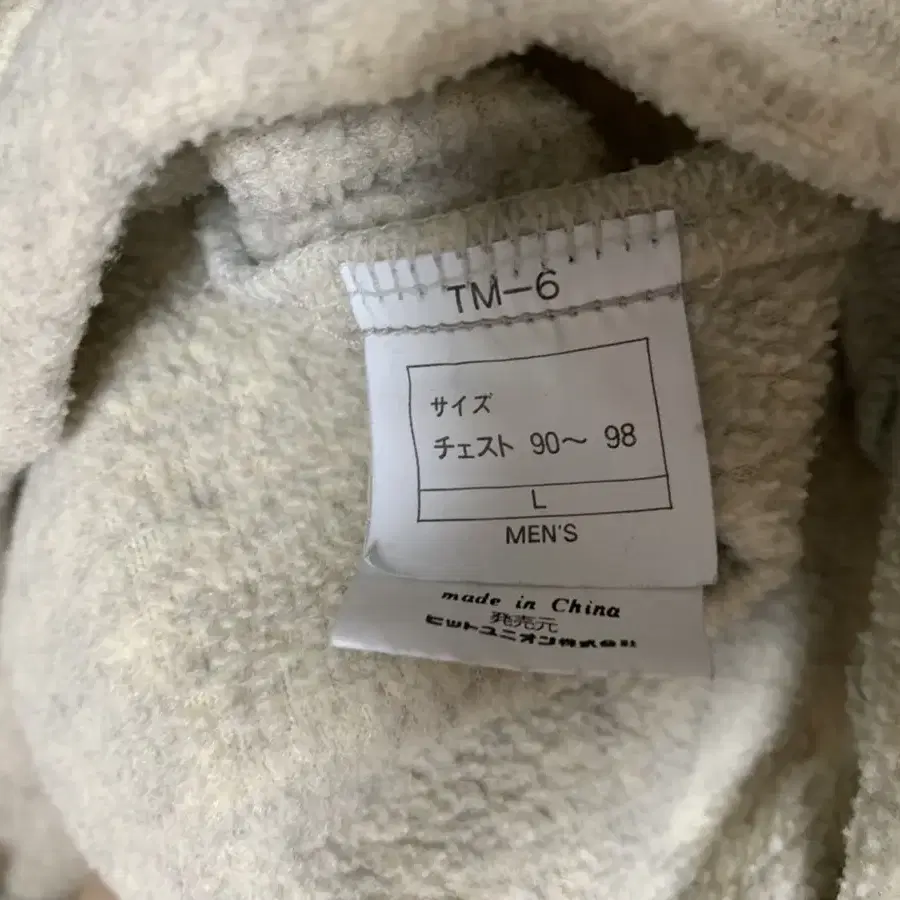 TM-6
サイズ
チェスト 90〜 98
L
MEN'S
made in China
発売元
ヒットユニオン株式会社